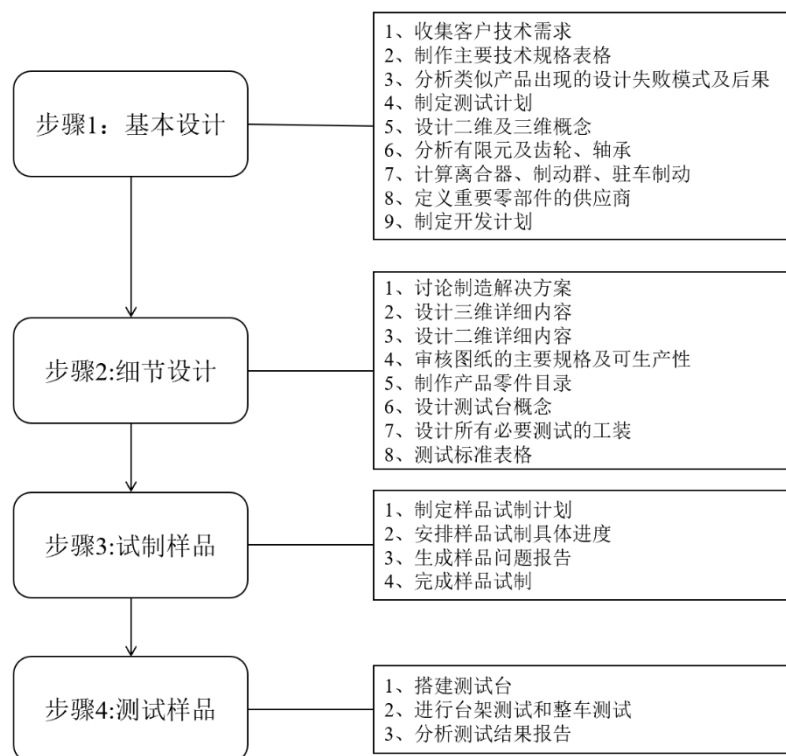 步骤1：基本设计
1、收集客户技术需求
2、制作主要技术规格表格
3、分析类似产品出现的设计失败模式及后果
4、制定测试计划
5、设计二维及三维概念
6、分析有限元及齿轮、轴承
7、计算离合器、制动群、驻车制动
8、定义重要零部件的供应商
9、制定开发计划
步骤2:细节设计
1、讨论制造解决方案
2、设计三维详细内容
3、设计二维详细内容
4、审核图纸的主要规格及可生产性
5、制作产品零件目录
6、设计测试台概念
7、设计所有必要测试的工装
8、测试标准表格
步骤3:试制样品
1、制定样品试制计划
2、安排样品试制具体进度
3、生成样品问题报告
4、完成样品试制
步骤4:测试样品
1、搭建测试台
2、进行台架测试和整车测试
3、分析测试结果报告